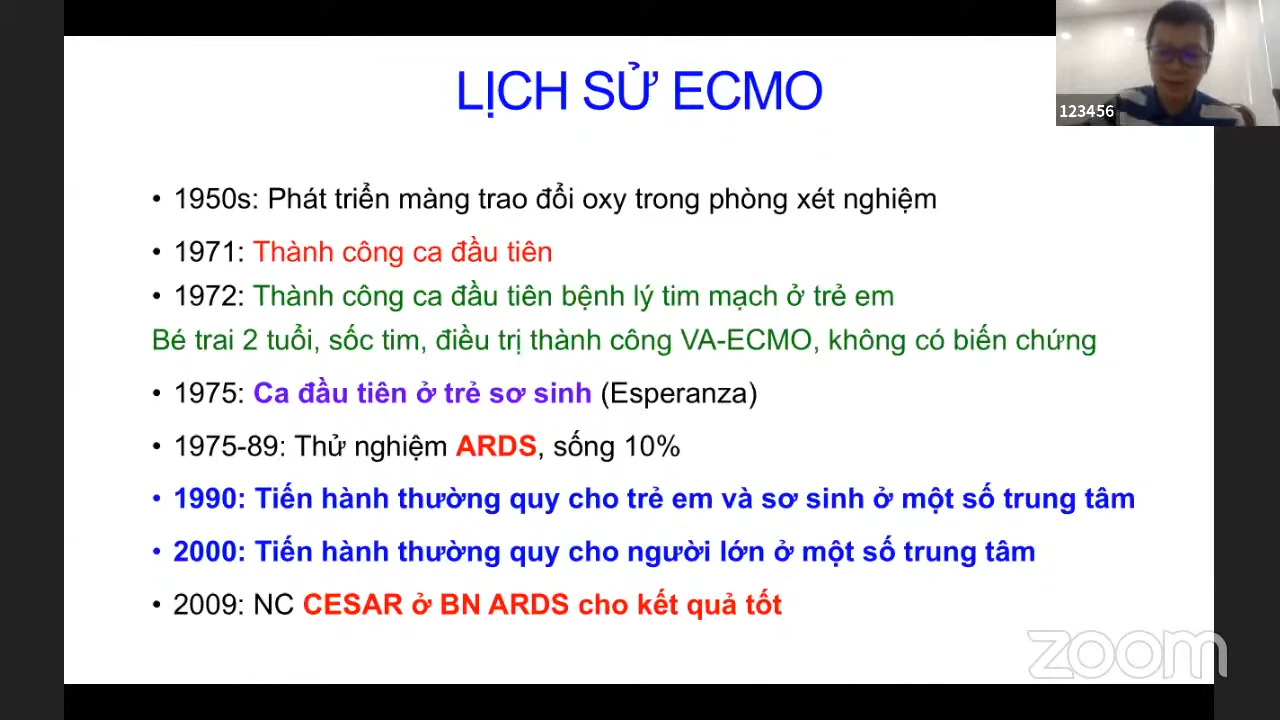 LỊCH SỬ ECMO
123456
• 1950s: Phát triển màng trao đổi oxy trong phòng xét nghiệm
• 1971: Thành công ca đầu tiên
• 1972: Thành công ca đầu tiên bệnh lý tim mạch ở trẻ em
Bé trai 2 tuổi, sốc tim, điều trị thành công VA-ECMO, không có biến chứng
• 1975: Ca đầu tiên ở trẻ sơ sinh (Esperanza)
• 1975-89: Thử nghiệm ARDS, sống 10%
• 1990: Tiến hành thường quy cho trẻ em và sơ sinh ở một số trung tâm
• 2000: Tiến hành thường quy cho người lớn ở một số trung tâm
• 2009: NC CESAR ở BN ARDS cho kết quả tốt
zoom